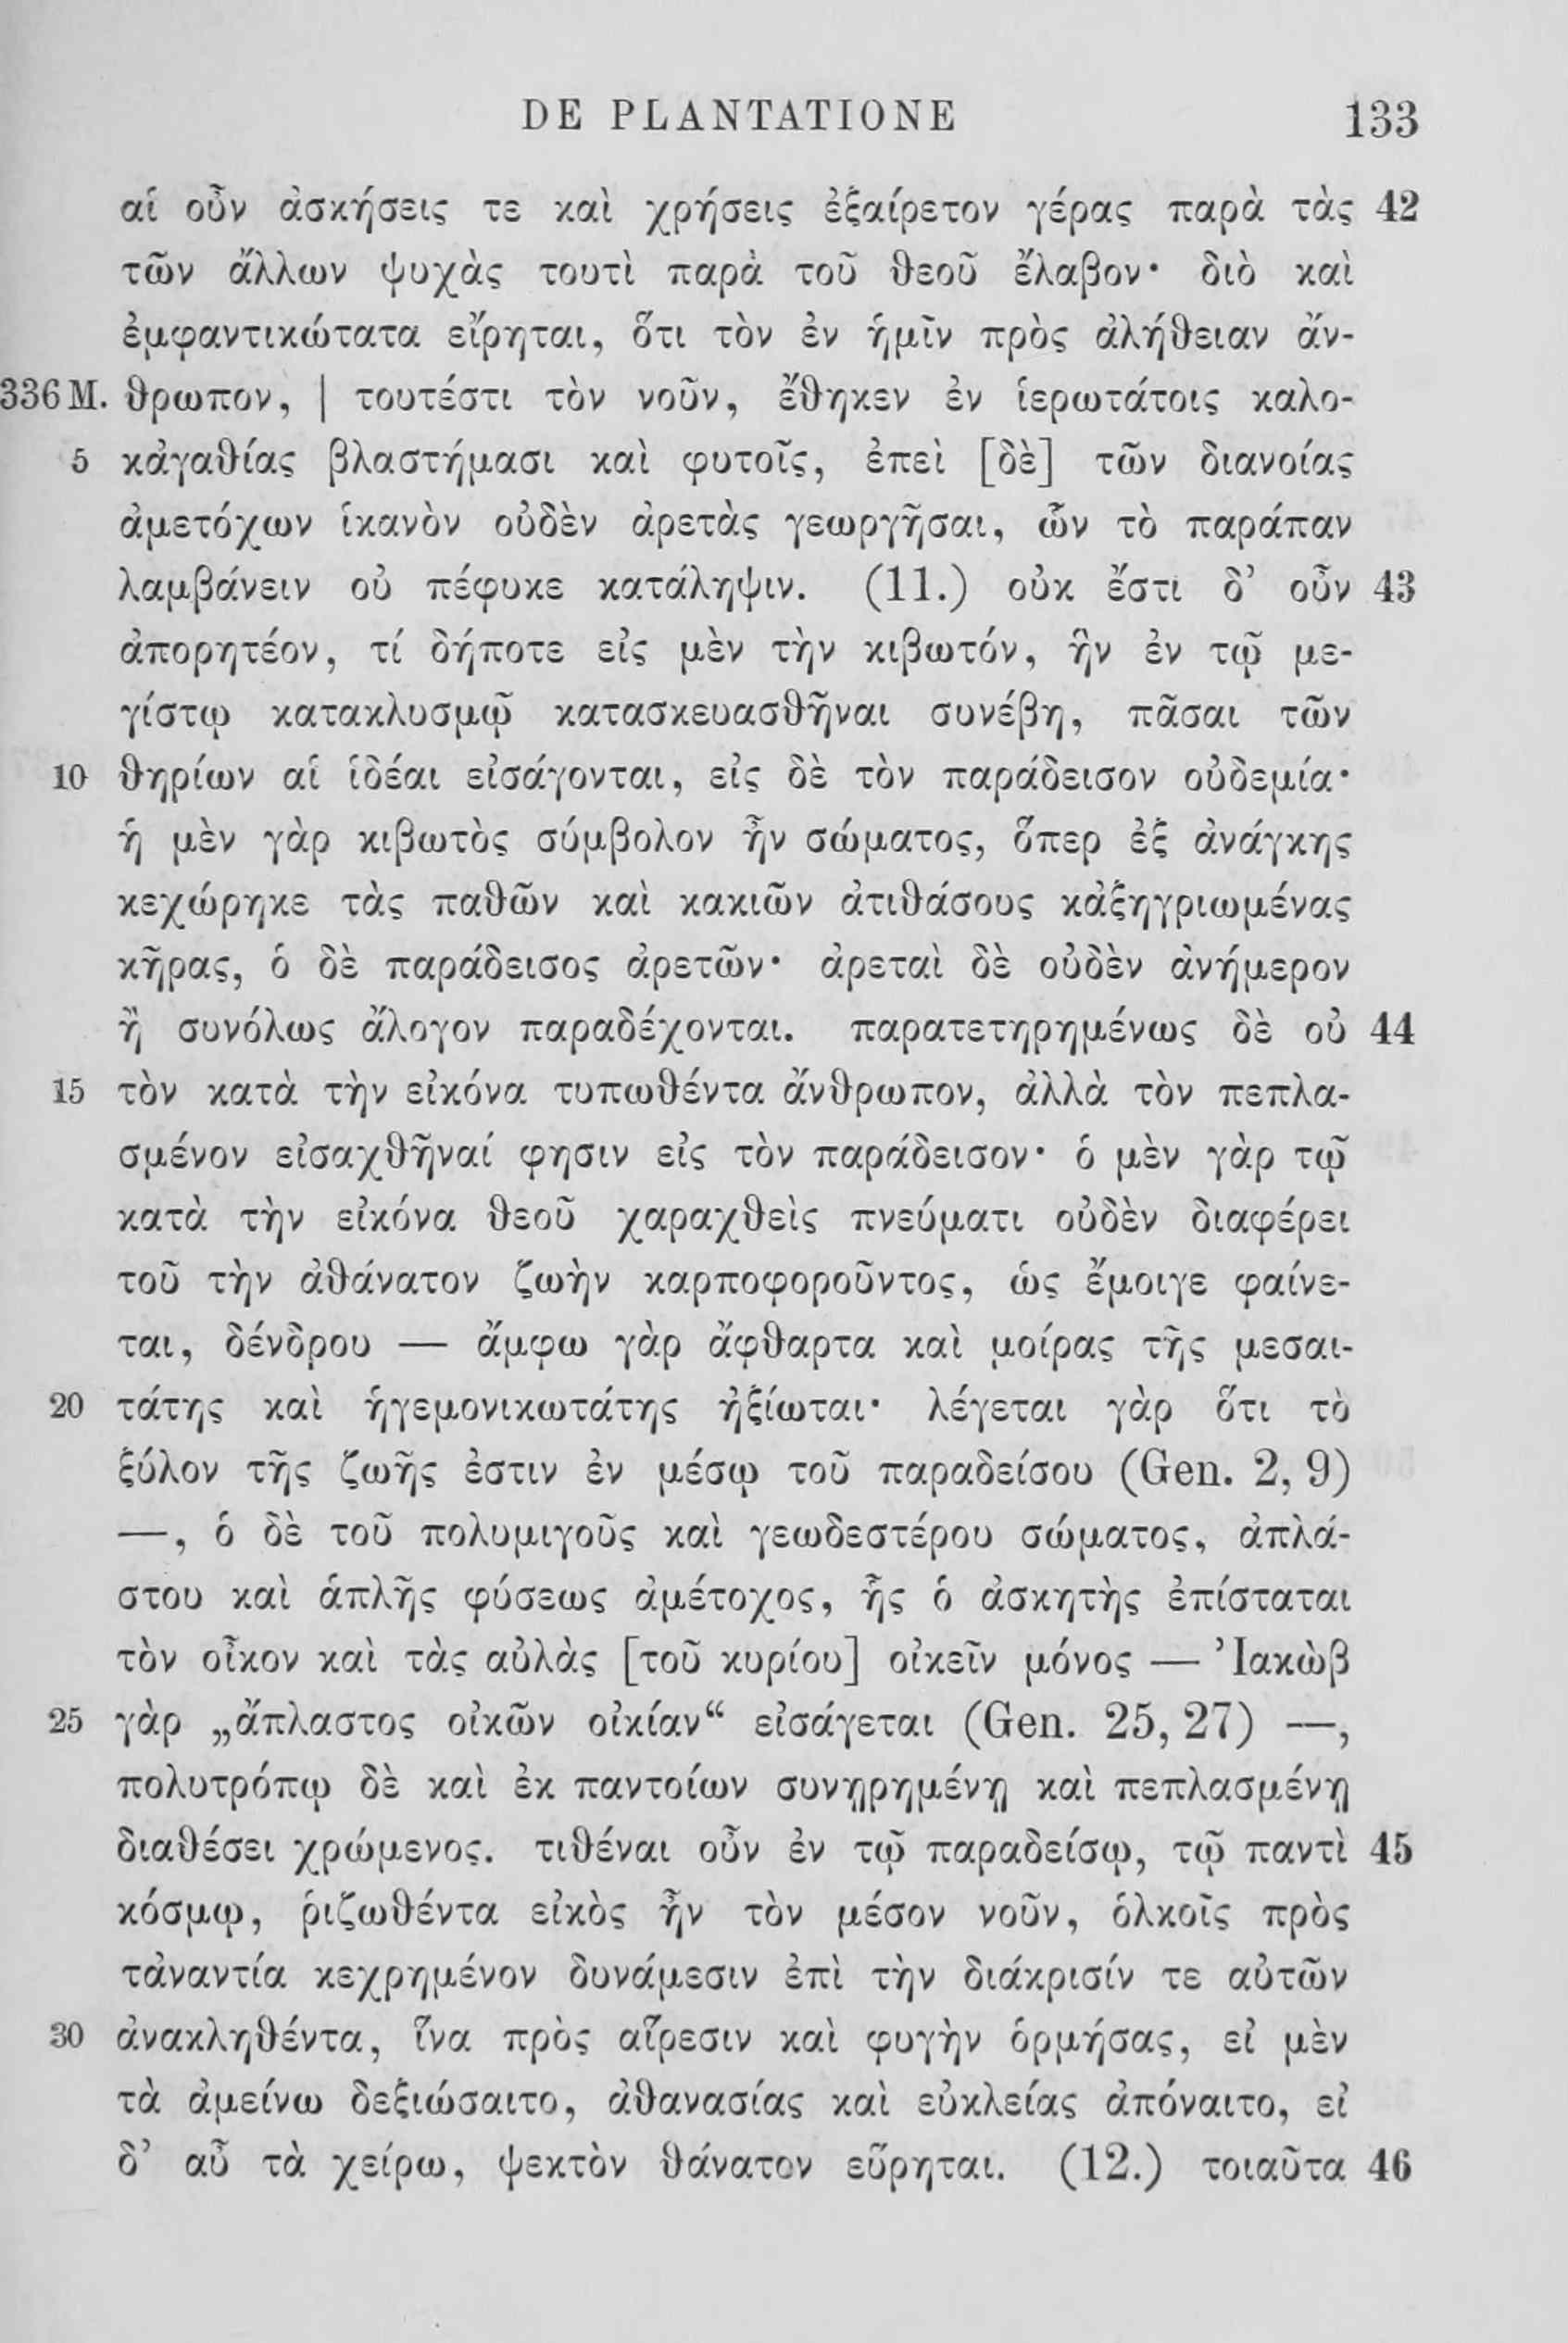 DE PLANTATIONE 133
αἱ οὖν ἀσκήσεις τε καὶ χρήσεις ἐξαίρετον γέρας παρὰ τὰς 42
τῶν ἄλλων ψυχὰς τουτὶ παρὰ τοῦ θεοῦ ἔλαβον· διὸ καὶ
ἐμφαντικώτατα εἴρηται, ὅτι τὸν ἐν ἡμῖν πρὸς ἀλήθειαν ἄν-
336 M. θρωπον, | τουτέστι τὸν νοῦν, ἔθηκεν ἐν ἱερωτάτοις καλο-
5 κἀγαθίας βλαστήμασι καὶ φυτοῖς, ἐπεὶ [δὲ] τῶν διανοίας
ἀμετόχων ἱκανὸν οὐδὲν ἀρετὰς γεωργῆσαι, ὧν τὸ παράπαν
λαμβάνειν οὐ πέφυκε κατάληψιν. (11.) οὐκ ἔστι δ’ οὖν 43
ἀπορητέον, τί δήποτε εἰς μὲν τὴν κιβωτόν, ἣν ἐν τῷ με-
γίστῳ κατακλυσμῷ κατασκευασθῆναι συνέβη, πᾶσαι τῶν
10 θηρίων αἱ ἰδέαι εἰσάγονται, εἰς δὲ τὸν παράδεισον οὐδεμία·
ἡ μὲν γὰρ κιβωτὸς σύμβολον ἦν σώματος, ὅπερ ἐξ ἀνάγκης
κεχώρηκε τὰς παθῶν καὶ κακιῶν ἀτιθάσους κἀξηγριωμένας
κῆρας, ὁ δὲ παράδεισος ἀρετῶν· ἀρεταὶ δὲ οὐδὲν ἀνήμερον
ἢ συνόλως ἄλογον παραδέχονται. παρατετηρημένως δὲ οὐ 44
15 τὸν κατὰ τὴν εἰκόνα τυπωθέντα ἄνθρωπον, ἀλλὰ τὸν πεπλα-
σμένον εἰσαχθῆναί φησιν εἰς τὸν παράδεισον· ὁ μὲν γὰρ τῷ
κατὰ τὴν εἰκόνα θεοῦ χαραχθεὶς πνεύματι οὐδὲν διαφέρει
τοῦ τὴν ἀθάνατον ζωὴν καρποφοροῦντος, ὡς ἔμοιγε φαίνε-
ται, δένδρου — ἄμφω γὰρ ἄφθαρτα καὶ μοίρας τῆς μεσαι-
20 τάτης καὶ ἡγεμονικωτάτης ἠξίωται· λέγεται γὰρ ὅτι τὸ
ξύλον τῆς ζωῆς ἐστιν ἐν μέσῳ τοῦ παραδείσου (Gen. 2, 9)
—, ὁ δὲ τοῦ πολυμιγοῦς καὶ γεωδεστέρου σώματος, ἀπλά-
στου καὶ ἁπλῆς φύσεως ἀμέτοχος, ἧς ὁ ἀσκητὴς ἐπίσταται
τὸν οἶκον καὶ τὰς αὐλὰς [τοῦ κυρίου] οἰκεῖν μόνος — Ἰακὼβ
25 γὰρ „ἄπλαστος οἰκῶν οἰκίαν“ εἰσάγεται (Gen. 25, 27) —,
πολυτρόπῳ δὲ καὶ ἐκ παντοίων συνῃρημένῃ καὶ πεπλασμένῃ
διαθέσει χρώμενος. τιθέναι οὖν ἐν τῷ παραδείσῳ, τῷ παντὶ 45
κόσμῳ, ῥιζωθέντα εἰκὸς ἦν τὸν μέσον νοῦν, ὁλκοῖς πρὸς
τἀναντία κεχρημένον δυνάμεσιν ἐπὶ τὴν διάκρισίν τε αὐτῶν
30 ἀνακληθέντα, ἵνα πρὸς αἵρεσιν καὶ φυγὴν ὁρμήσας, εἰ μὲν
τὰ ἀμείνω δεξιώσαιτο, ἀθανασίας καὶ εὐκλείας ἀπόναιτο, εἰ
δ’ αὖ τὰ χείρω, ψεκτὸν θάνατον εὕρηται. (12.) τοιαῦτα 46